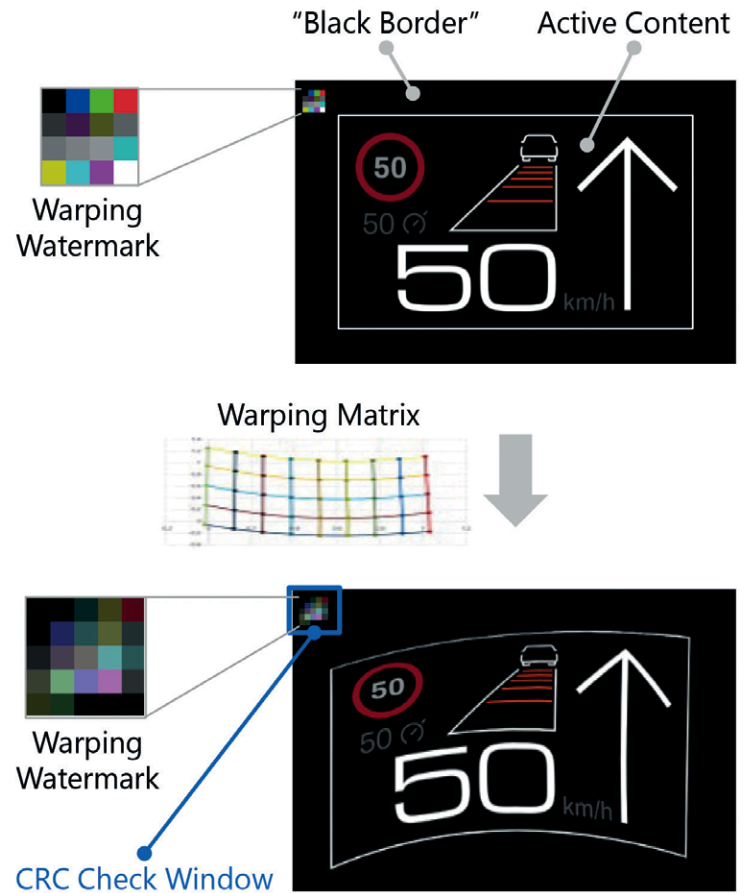 “Black Border”
Active Content
Warping
Watermark
50
50
50 km/h
Warping Matrix
Warping
Watermark
50
50
50 km/h
CRC Check Window